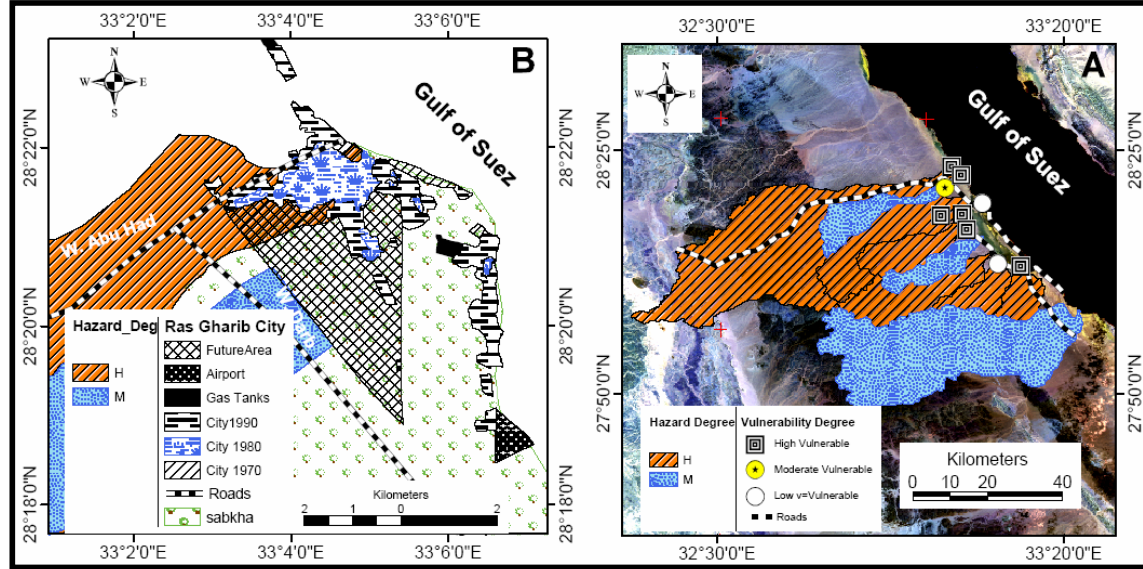 33°2'0"E
33°4'0"E
33°6'0"E
B
N
W
E
S
Gulf of Suez
28°22'0"N
28°20'0"N
28°18'0"N
W. Abu Had
Hazard_Deg
H
M
Ras Gharib City
FutureArea
Airport
Gas Tanks
City1990
City 1980
City 1970
Roads
sabkha
Kilometers
2 1 0 2
28°22'0"N
28°20'0"N
28°18'0"N
33°2'0"E
33°4'0"E
33°6'0"E
32°30'0"E
33°20'0"E
A
N
W
E
S
Gulf of Suez
28°25'0"N
27°50'0"N
Hazard Degree
H
M
Vulnerability Degree
High Vulnerable
Moderate Vulnerable
Low v=Vulnerable
Roads
Kilometers
0 10 20 40
28°25'0"N
27°50'0"N
32°30'0"E
33°20'0"E